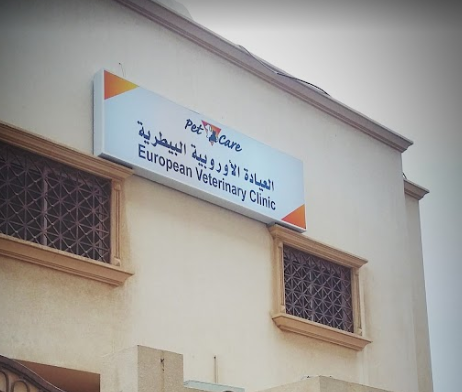 Pet Care
العيادة الأوروبية البيطرية
European Veterinary Clinic